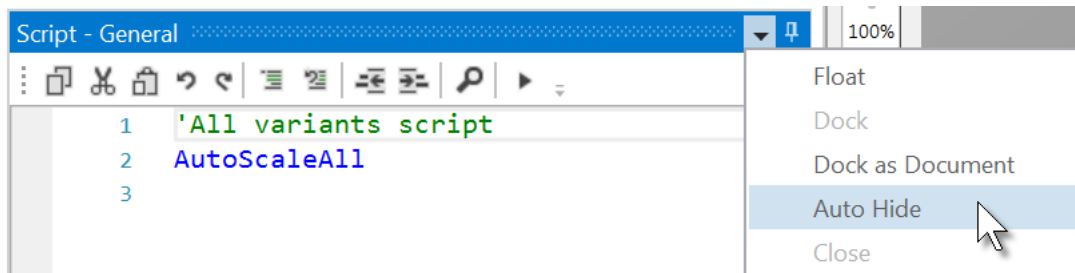 Script - General
100%
1 'All variants script
2 AutoScaleAll
3
Float
Dock
Dock as Document
Auto Hide
Close